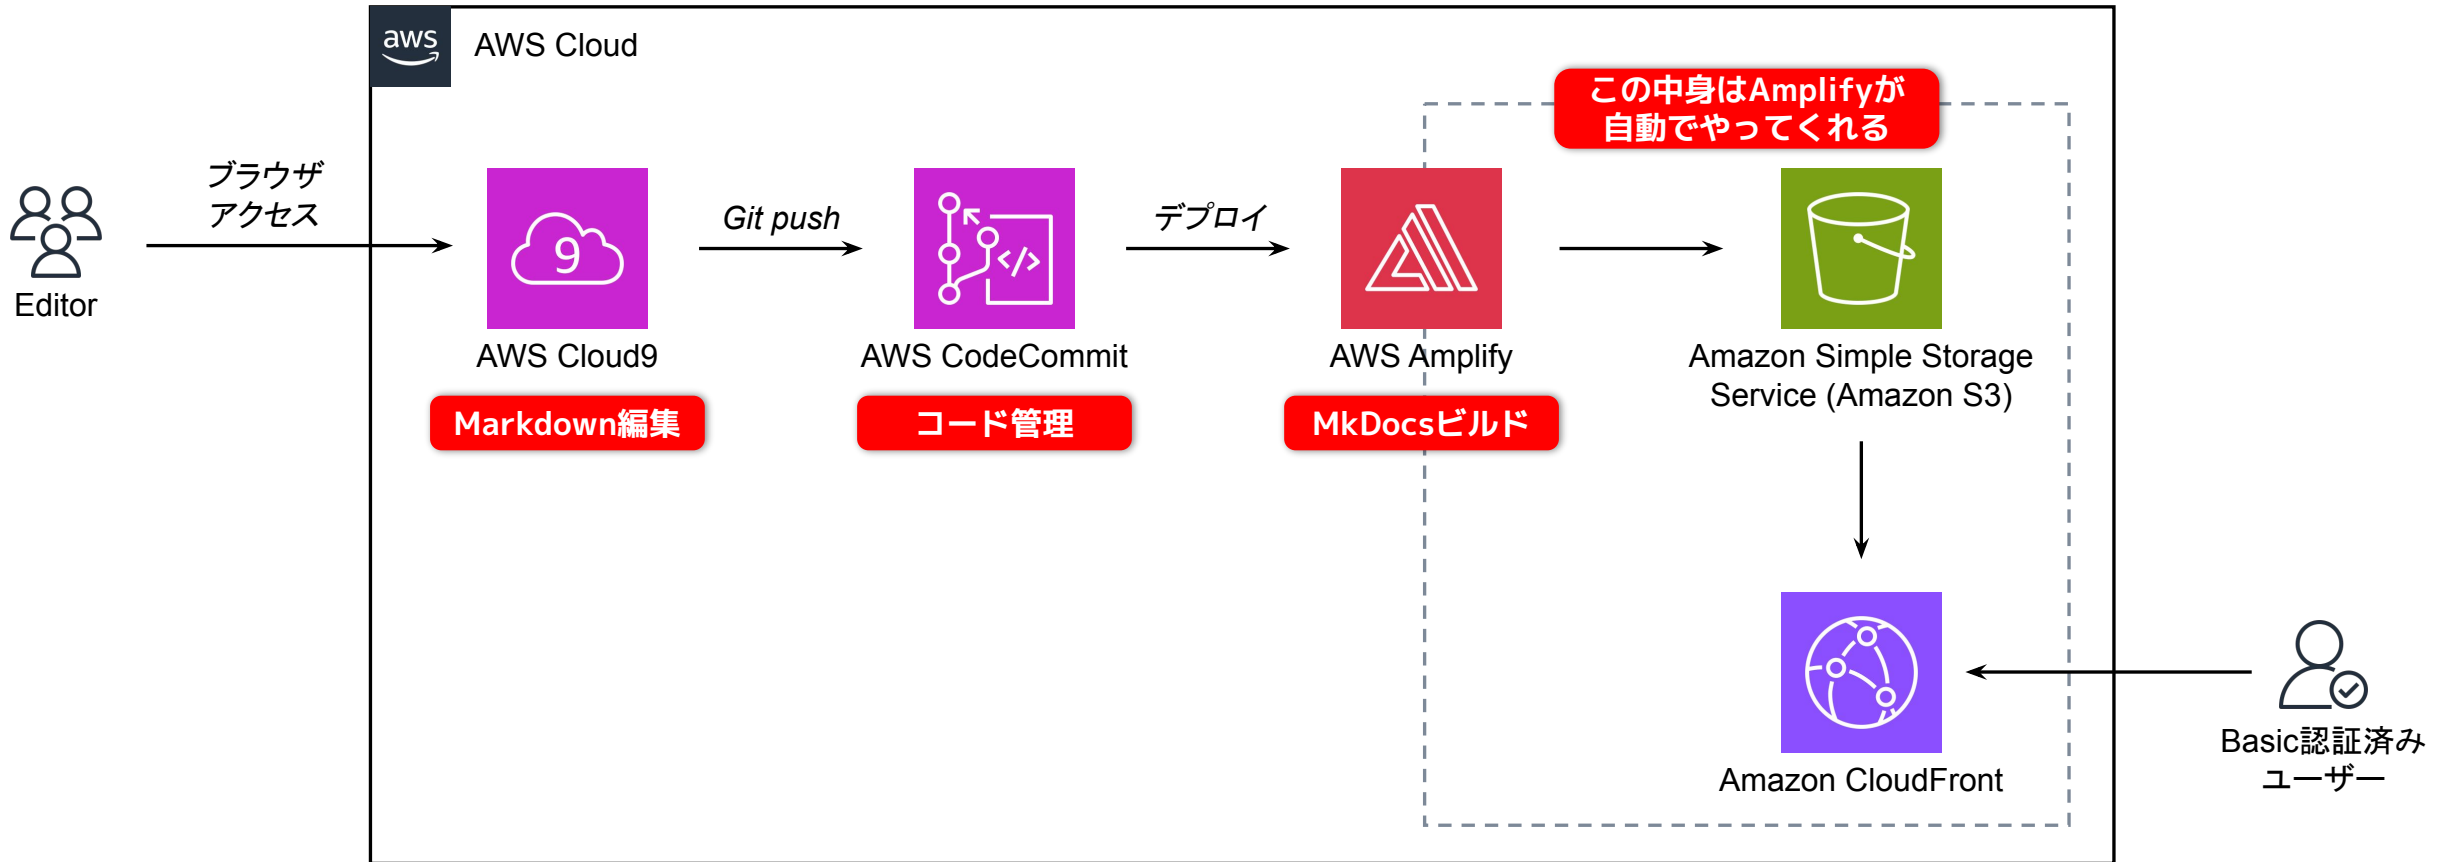 aws
AWS Cloud
この中身はAmplifyが
自動でやってくれる
ブラウザ
アクセス
Git push
デプロイ
9
</>
Editor
AWS Cloud9
AWS CodeCommit
AWS Amplify
Amazon Simple Storage
Service (Amazon S3)
Markdown編集
コード管理
MkDocsビルド
Amazon CloudFront
Basic認証済み
ユーザー